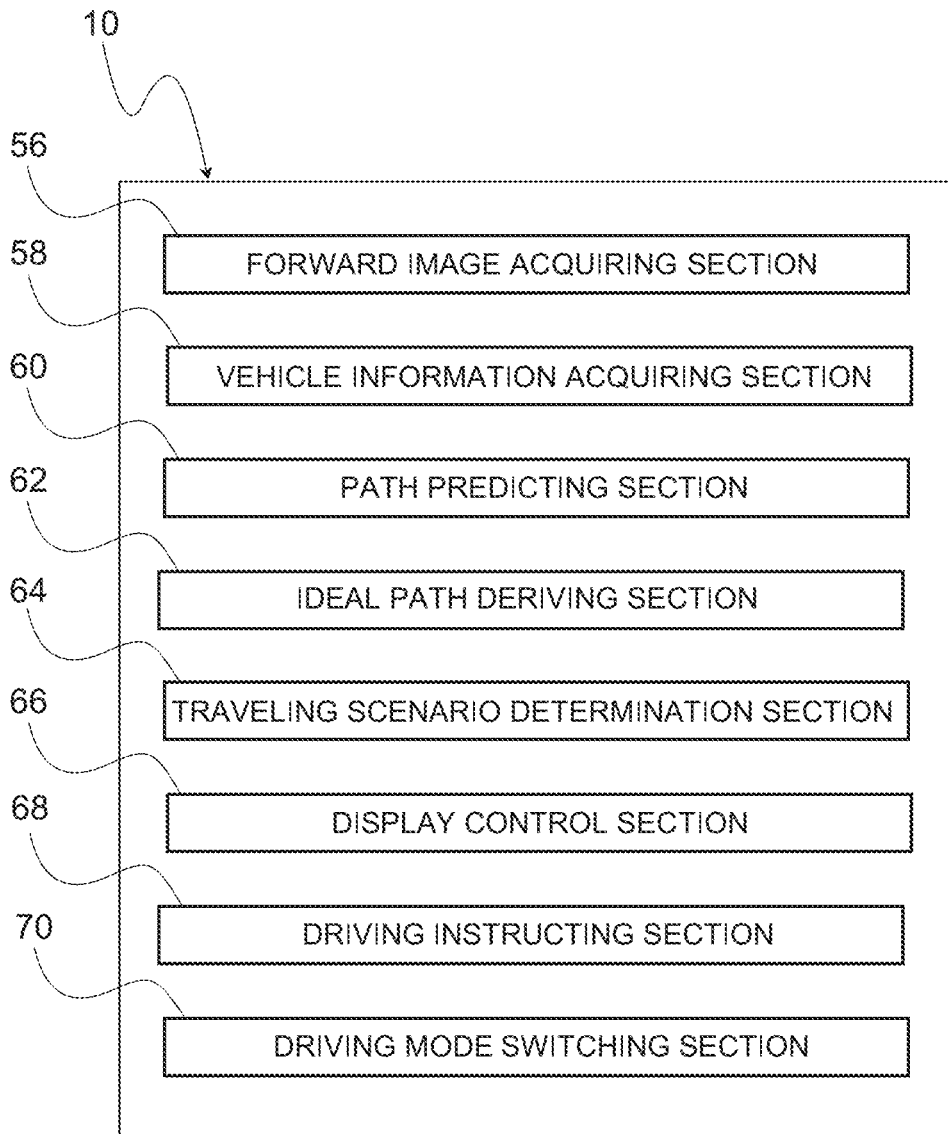 10
56
FORWARD IMAGE ACQUIRING SECTION
58
VEHICLE INFORMATION ACQUIRING SECTION
60
PATH PREDICTING SECTION
62
IDEAL PATH DERIVING SECTION
64
TRAVELING SCENARIO DETERMINATION SECTION
66
DISPLAY CONTROL SECTION
68
DRIVING INSTRUCTING SECTION
70
DRIVING MODE SWITCHING SECTION